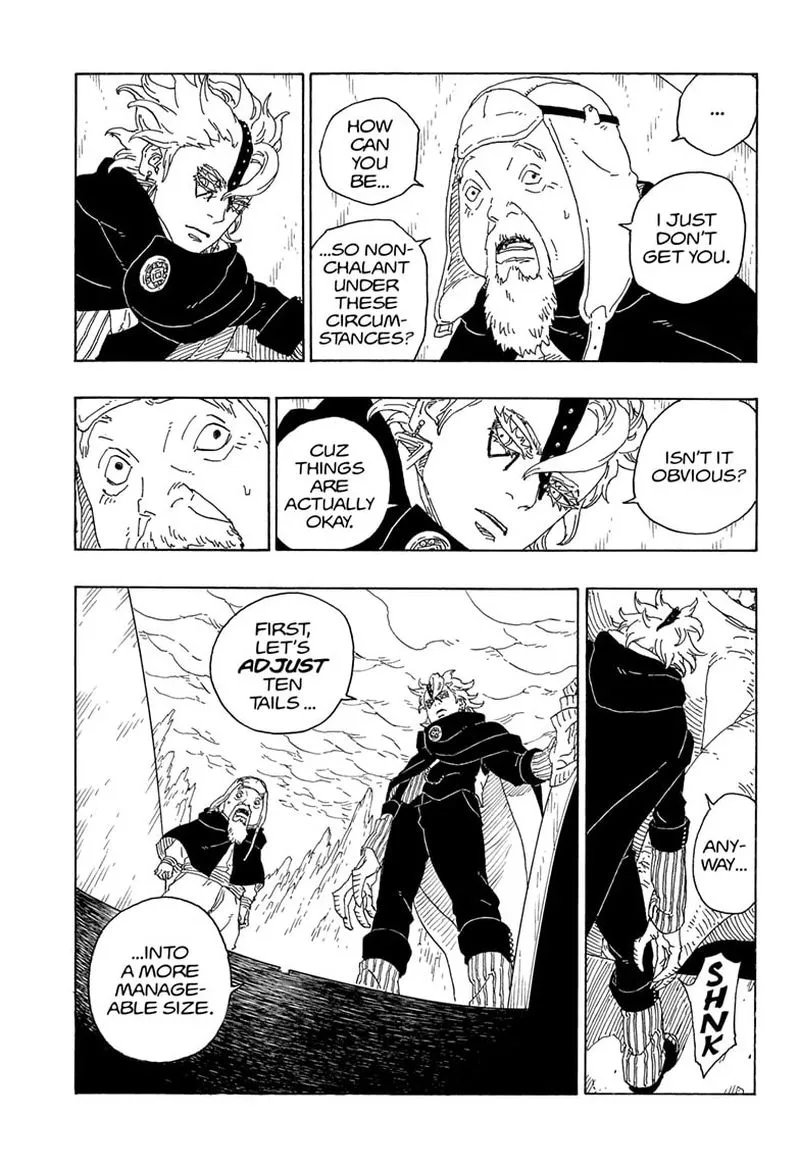 ...
I JUST
DON'T
GET YOU.
HOW
CAN
YOU
BE...
...SO NON-
CHALANT
UNDER
THESE
CIRCUM-
STANCES?
ISN'T IT
OBVIOUS?
CUZ
THINGS
ARE
ACTUALLY
OKAY.
ANY-
WAY...
SHNK
FIRST,
LET'S
ADJUST
TEN
TAILS...
...INTO
A MORE
MANAGE-
ABLE SIZE.